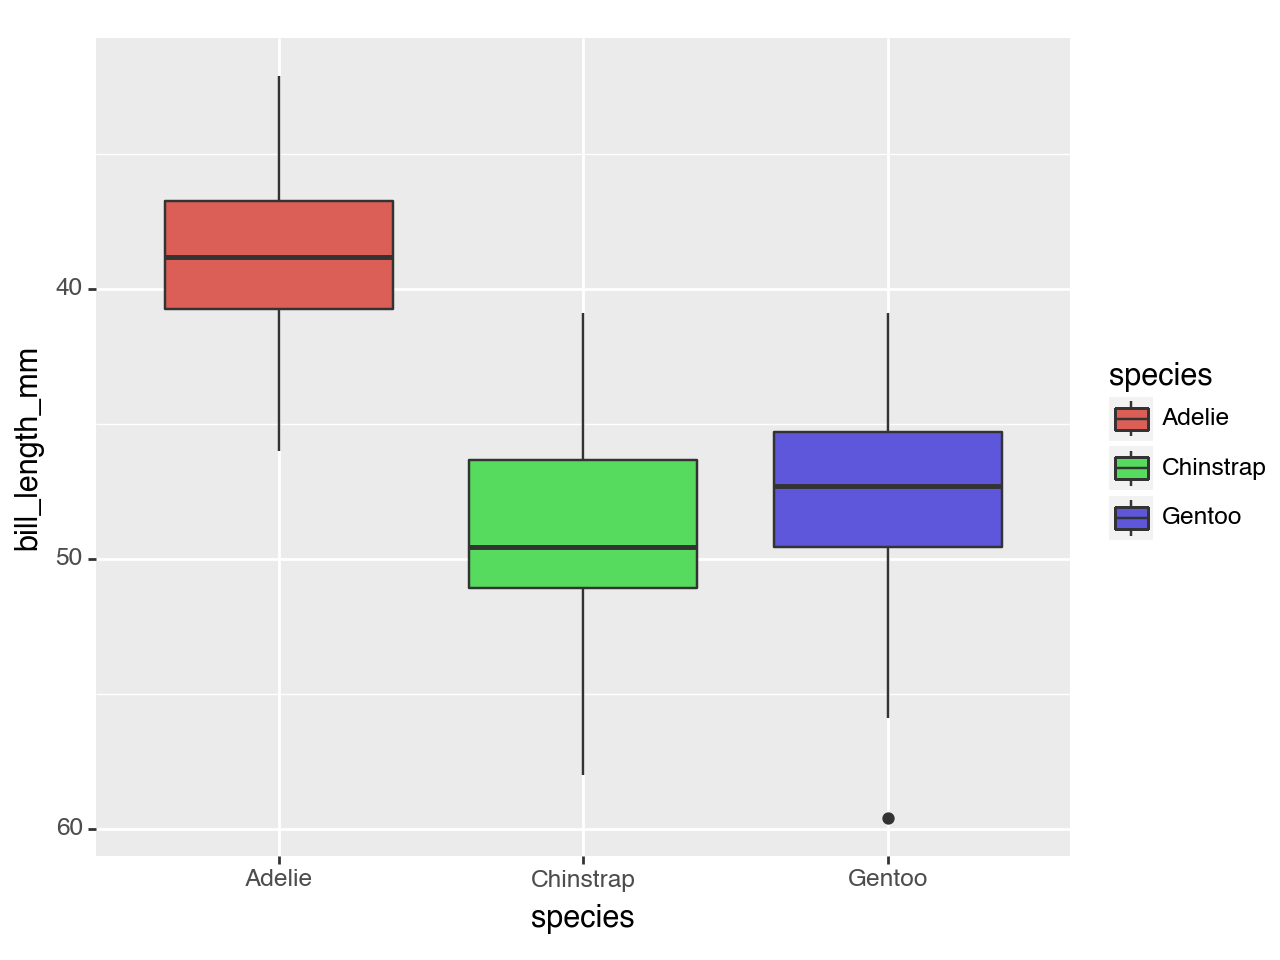 40
50
60
bill_length_mm
Adelie
Chinstrap
Gentoo
species
species
Adelie
Chinstrap
Gentoo